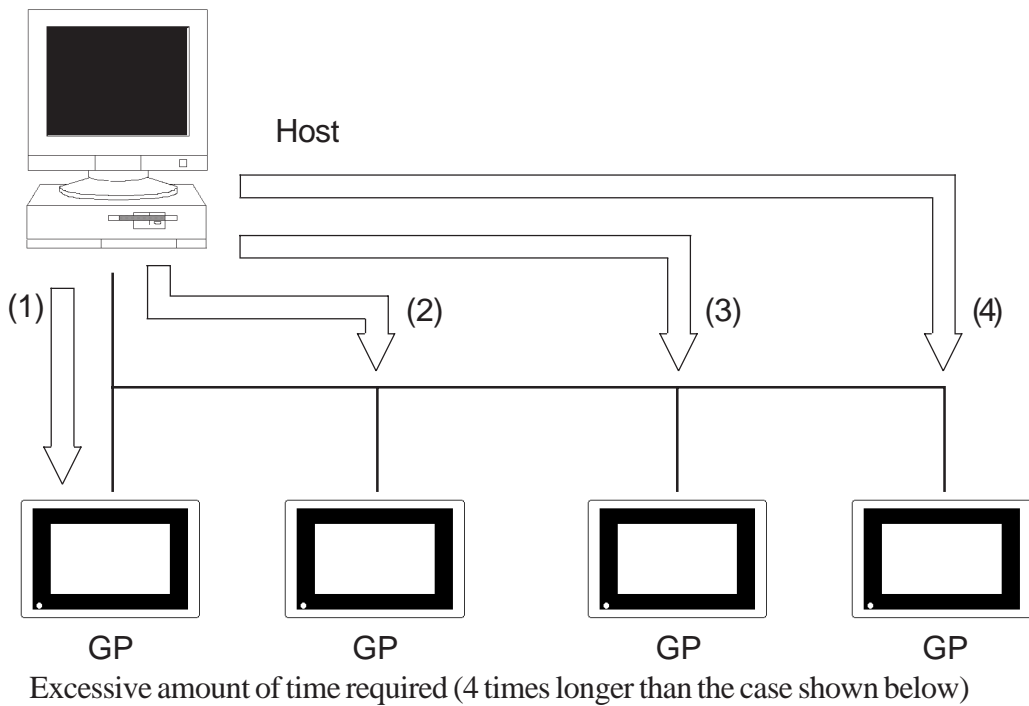 Host
(1)
(2)
(3)
(4)
GP
GP
GP
GP
Excessive amount of time required (4 times longer than the case shown below)